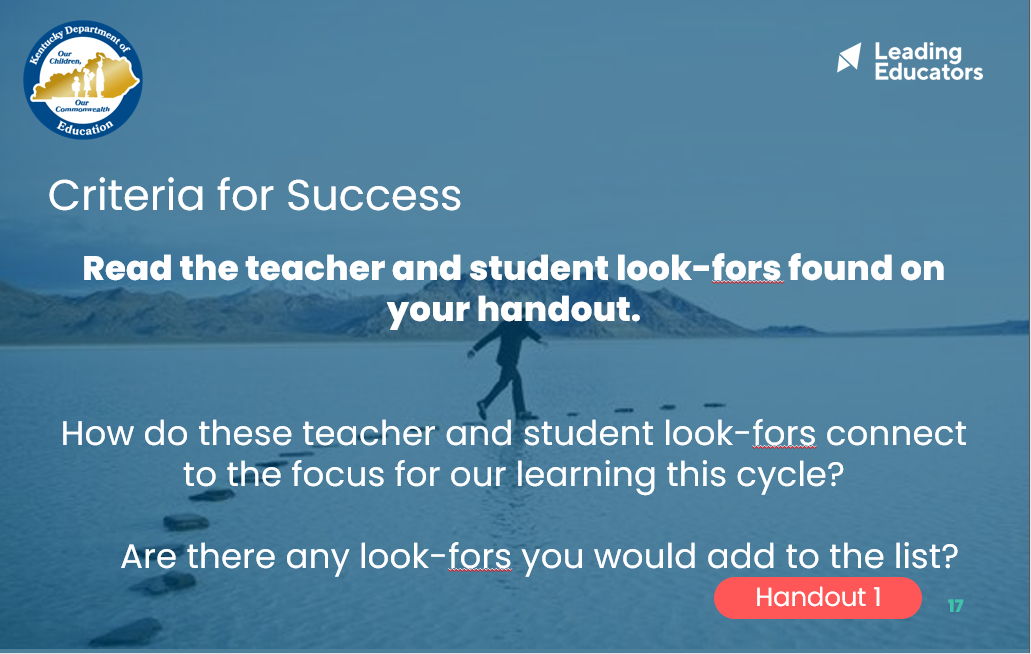 Kentucky Department of
Our
Children,
Our
Commonwealth
Education
Leading
Educators
Criteria for Success
Read the teacher and student look-fors found on
your handout.
How do these teacher and student look-fors connect
to the focus for our learning this cycle?
Are there any look-fors you would add to the list?
Handout 1
17